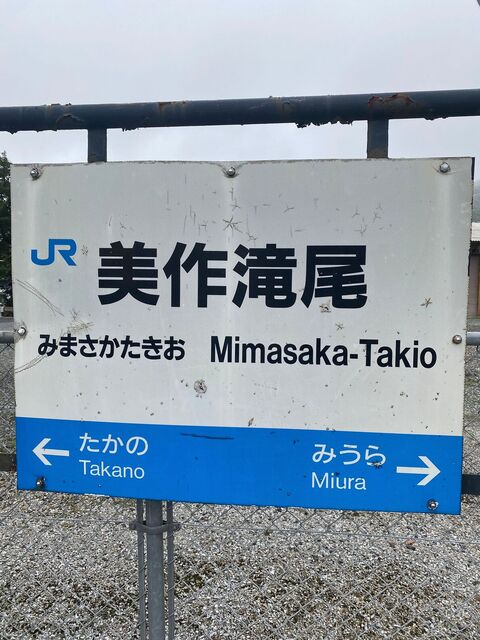 JR 美作滝尾
みまさかたきお Mimasaka-Takio
← たかの みうら →
Takano Miura